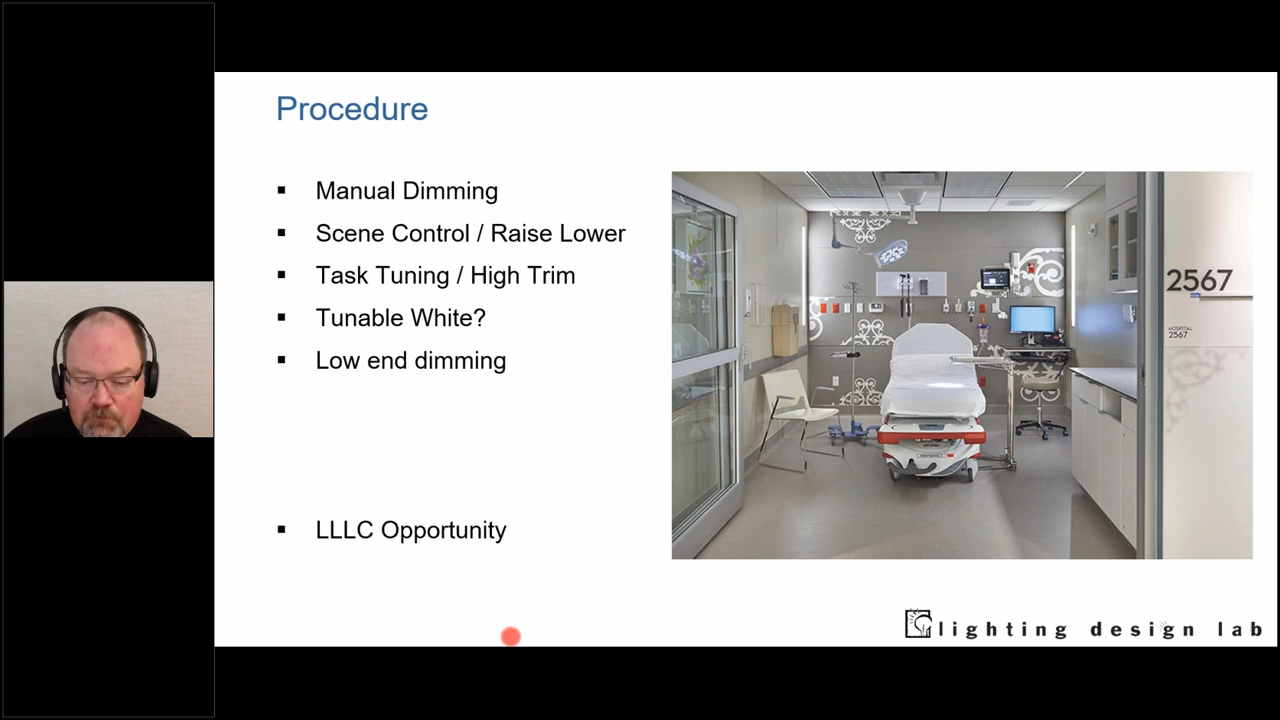 Procedure
Manual Dimming
Scene Control / Raise Lower
Task Tuning / High Trim
Tunable White?
Low end dimming
LLLC Opportunity
2567
HOSPITAL
2567
lighting design lab